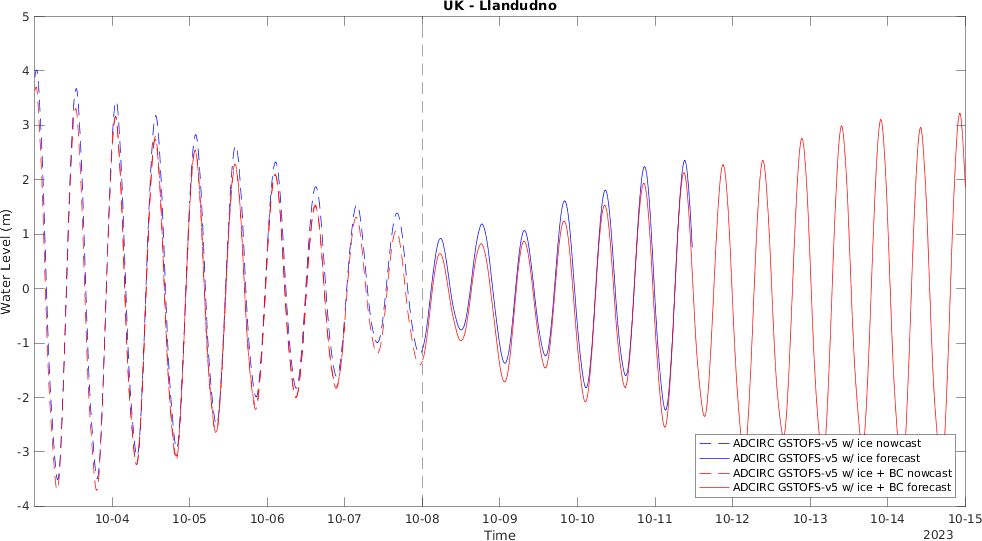 UK - Llandudno
5
4
3
2
1
0
-1
-2
-3
-4
Water Level (m)
10-04 10-05 10-06 10-07 10-08 10-09 10-10 10-11 10-12 10-13 10-14 10-15
Time
2023
ADCIRC GSTOFS-v5 w/ ice nowcast
ADCIRC GSTOFS-v5 w/ ice forecast
ADCIRC GSTOFS-v5 w/ ice + BC nowcast
ADCIRC GSTOFS-v5 w/ ice + BC forecast